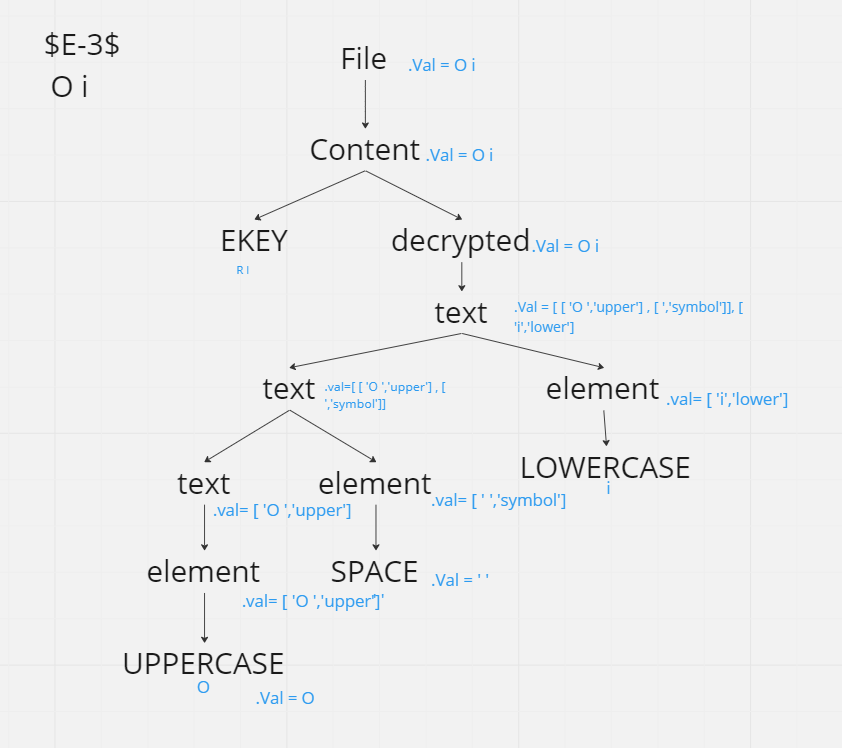 $E-3$
O i
File .Val = O i
Content .Val = O i
EKEY
R I
decrypted .Val = O i
text .Val = [ [ 'O ','upper'] , [ ','symbol']], [
'i','lower']
text .val=[ [ 'O ','upper'] , [
','symbol']]
element .val= [ 'i','lower']
text .val= [ 'O ','upper']
element .val= [ ' ','symbol']
LOWERCASE
i
element .val= [ 'O ','upper']'
SPACE .Val = ' '
UPPERCASE
O
.Val = O